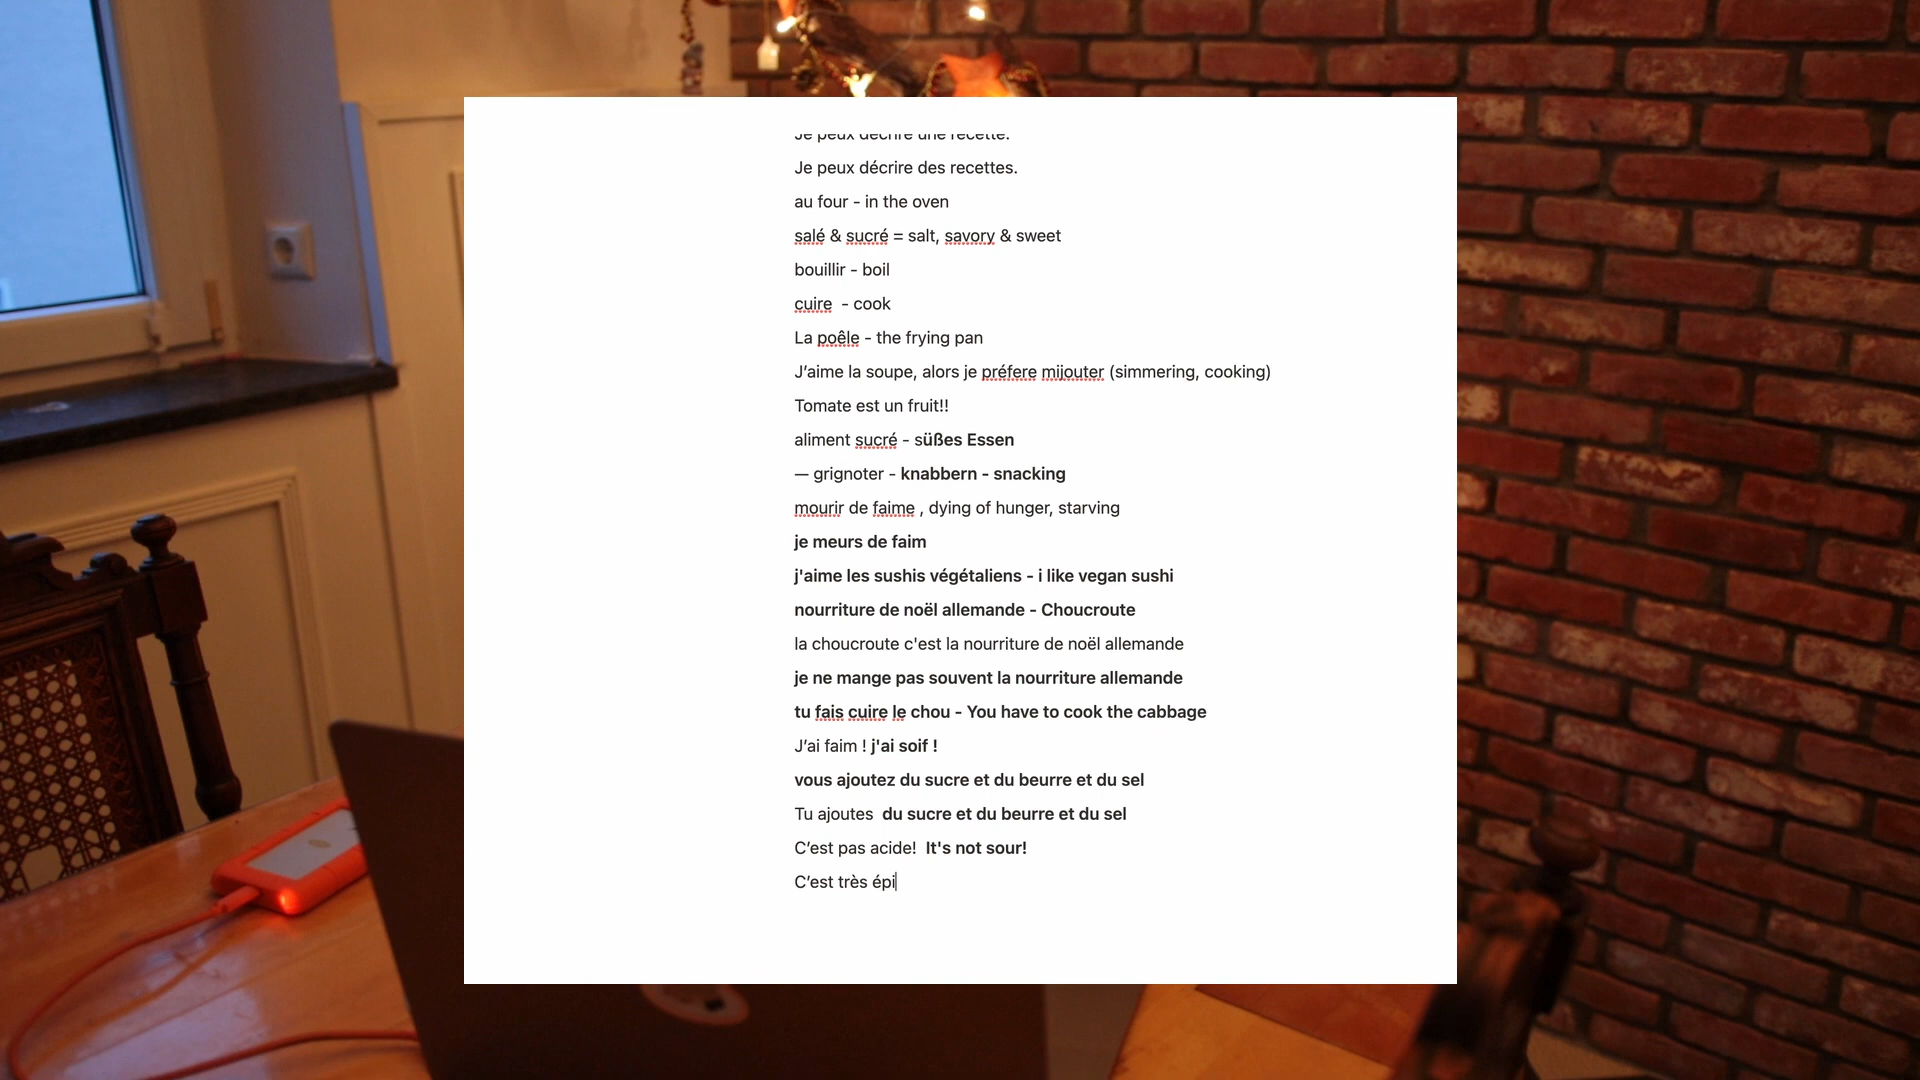 Je peux décrire une recette.
Je peux décrire des recettes.
au four - in the oven
salé & sucré = salt, savory & sweet
bouillir - boil
cuire  - cook
La poêle - the frying pan
J’aime la soupe, alors je préfere mijouter (simmering, cooking)
Tomate est un fruit!!
aliment sucré - süßes Essen
— grignoter - knabbern - snacking
mourir de faime , dying of hunger, starving
je meurs de faim
j'aime les sushis végétaliens - i like vegan sushi
nourriture de noël allemande - Choucroute
la choucroute c'est la nourriture de noël allemande
je ne mange pas souvent la nourriture allemande
tu fais cuire le chou - You have to cook the cabbage
J’ai faim ! j'ai soif !
vous ajoutez du sucre et du beurre et du sel
Tu ajoutes  du sucre et du beurre et du sel
C’est pas acide!  It's not sour!
C’est très épi